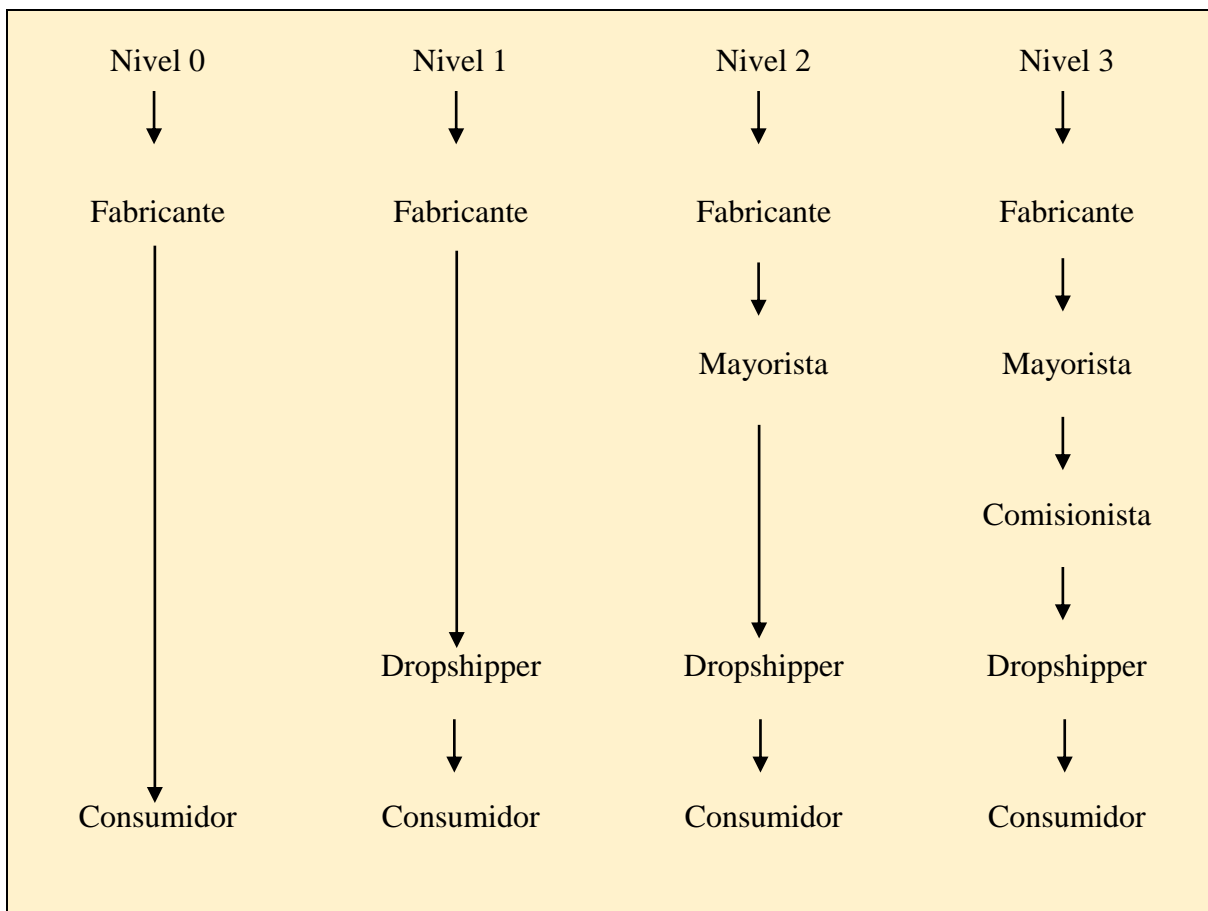 Nivel 0 Nivel 1 Nivel 2 Nivel 3
Fabricante Fabricante Fabricante Fabricante
Mayorista Mayorista
Comisionista
Dropshipper Dropshipper Dropshipper
Consumidor Consumidor Consumidor Consumidor